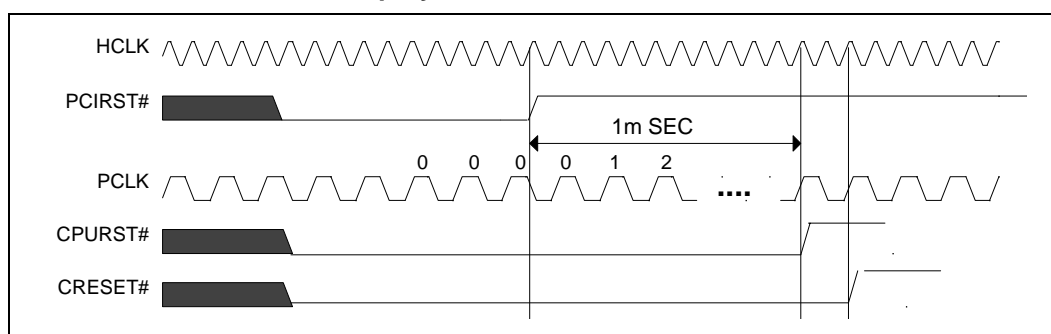 HCLK
PCIRST#
1m SEC
0 0 0 0 1 2
PCLK
....
CPURST#
CRESET#